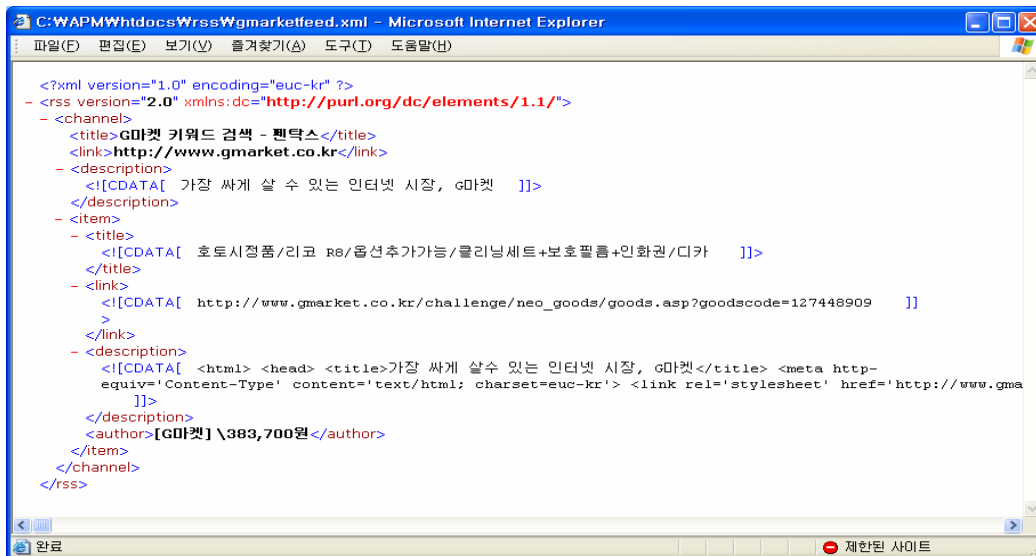 C:\APM\htdocs\rss\gmarketfeed.xml - Microsoft Internet Explorer
파일(F) 편집(E) 보기(V) 즐겨찾기(A) 도구(T) 도움말(H)
<?xml version="1.0" encoding="euc-kr" ?>
- <rss version="2.0" xmlns:dc="http://purl.org/dc/elements/1.1/">
- <channel>
<title>G마켓 키워드 검색 - 펜탁스</title>
<link>http://www.gmarket.co.kr</link>
- <description>
<![CDATA[ 가장 싸게 살 수 있는 인터넷 시장, G마켓 ]]>
</description>
- <item>
- <title>
<![CDATA[ 호토시정품/리코 R8/옵션추가가능/클리닝세트+보호필름+인화권/디카 ]]>
</title>
- <link>
<![CDATA[ http://www.gmarket.co.kr/challenge/neo_goods/goods.asp?goodscode=127448909 ]]
>
</link>
- <description>
<![CDATA[ <html> <head> <title>가장 싸게 살수 있는 인터넷 시장, G마켓</title> <meta http-
equiv='Content-Type' content='text/html; charset=euc-kr'> <link rel='stylesheet' href='http://www.gma
]]>
</description>
<author>[G마켓] \383,700원</author>
</item>
</channel>
</rss>
완료 제한된 사이트